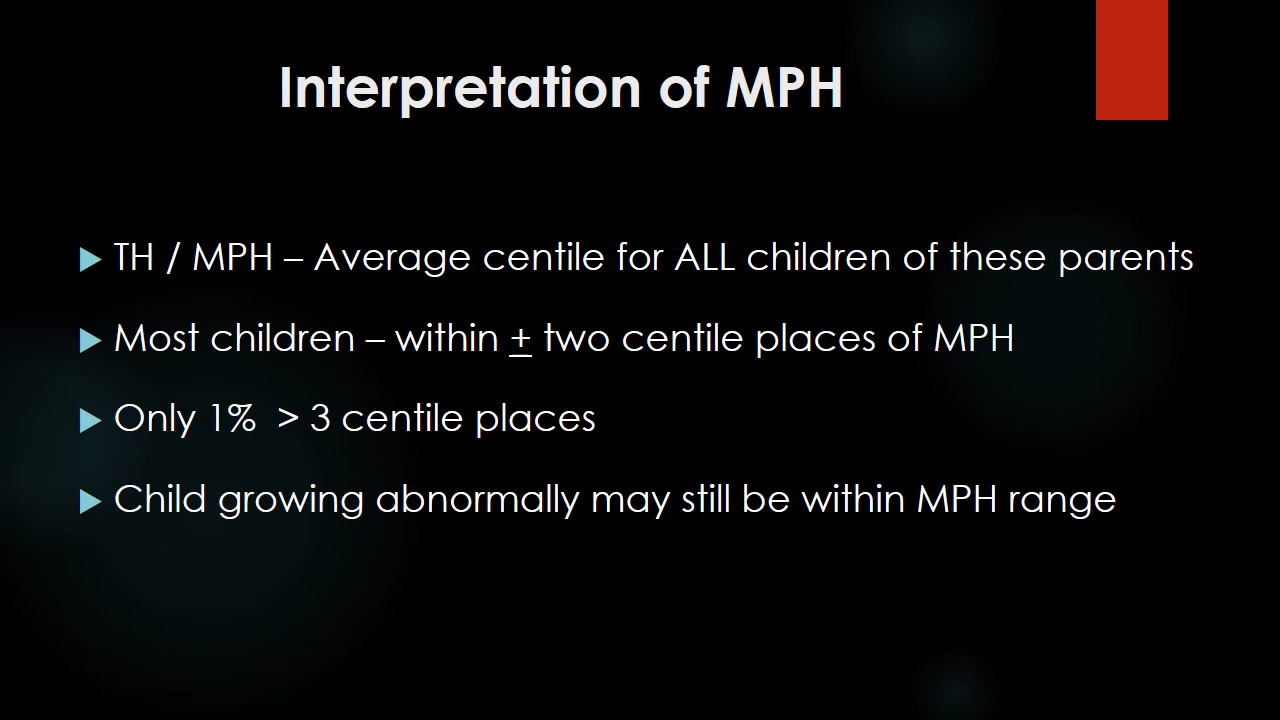 Interpretation of MPH
TH / MPH – Average centile for ALL children of these parents
Most children – within ± two centile places of MPH
Only 1%  > 3 centile places
Child growing abnormally may still be within MPH range